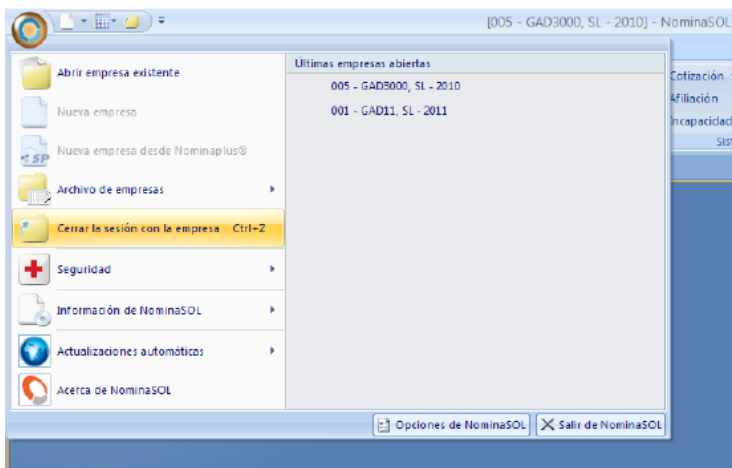 [005 - GAD3000, SL - 2010] - NominaSOL
Abrir empresa existente
Nueva empresa
Nueva empresa desde Nominaplus®
Archivo de empresas
Cerrar la sesión con la empresa Ctrl+Z
Seguridad
Información de NominaSOL
Actualizaciones automáticas
Acerca de NominaSOL
Últimas empresas abiertas
005 - GAD3000, SL - 2010
001 - GAD11, SL - 2011
Cotización
Afiliación
Incapacidad
Sist
SP
Opciones de NominaSOL
Salir de NominaSOL